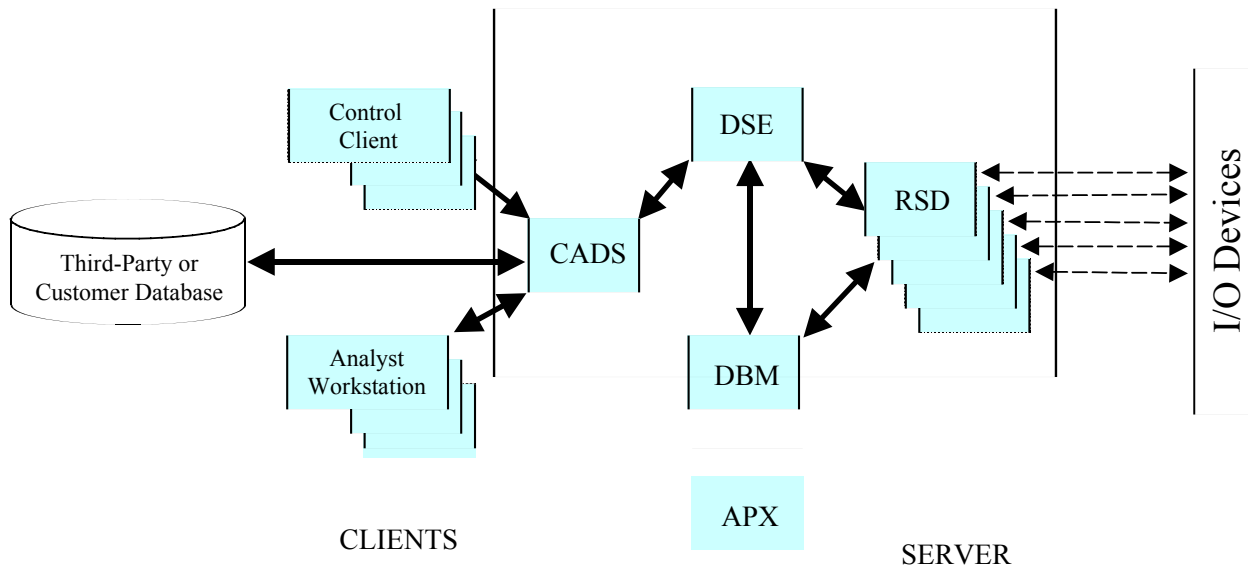 Control
Client
DSE
RSD
CADS
Third-Party or
Customer Database
Analyst
Workstation
DBM
I/O Devices
APX
CLIENTS
SERVER